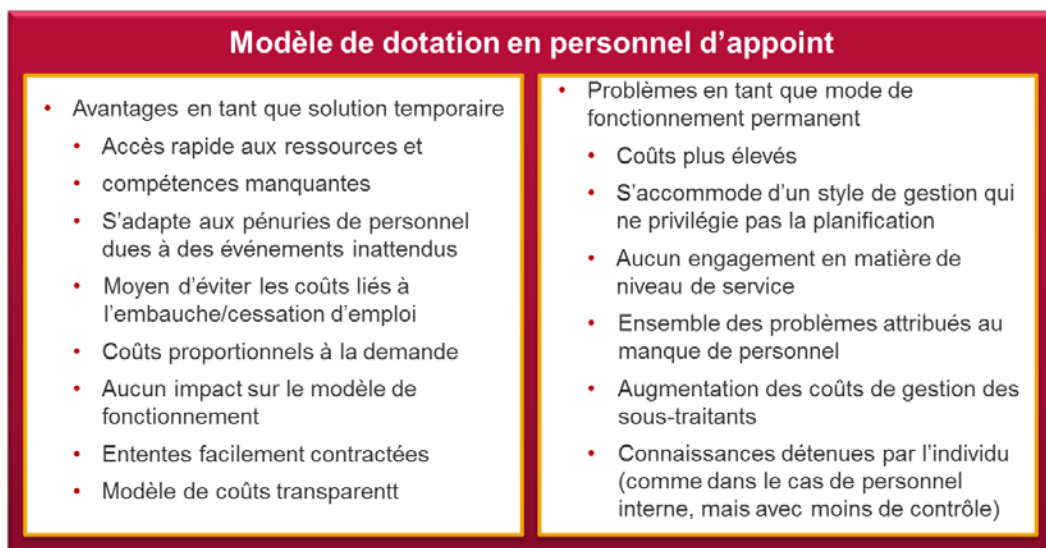 Modèle de dotation en personnel d’appoint
• Avantages en tant que solution temporaire
• Accès rapide aux ressources et
• compétences manquantes
• S’adapte aux pénuries de personnel
dues à des événements inattendus
• Moyen d’éviter les coûts liés à
l’embauche/cessation d’emploi
• Coûts proportionnels à la demande
• Aucun impact sur le modèle de
fonctionnement
• Ententes facilement contractées
• Modèle de coûts transparentt
• Problèmes en tant que mode de
fonctionnement permanent
• Coûts plus élevés
• S’accommode d’un style de gestion qui
ne privilégie pas la planification
• Aucun engagement en matière de
niveau de service
• Ensemble des problèmes attribués au
manque de personnel
• Augmentation des coûts de gestion des
sous-traitants
• Connaissances détenues par l’individu
(comme dans le cas de personnel
interne, mais avec moins de contrôle)